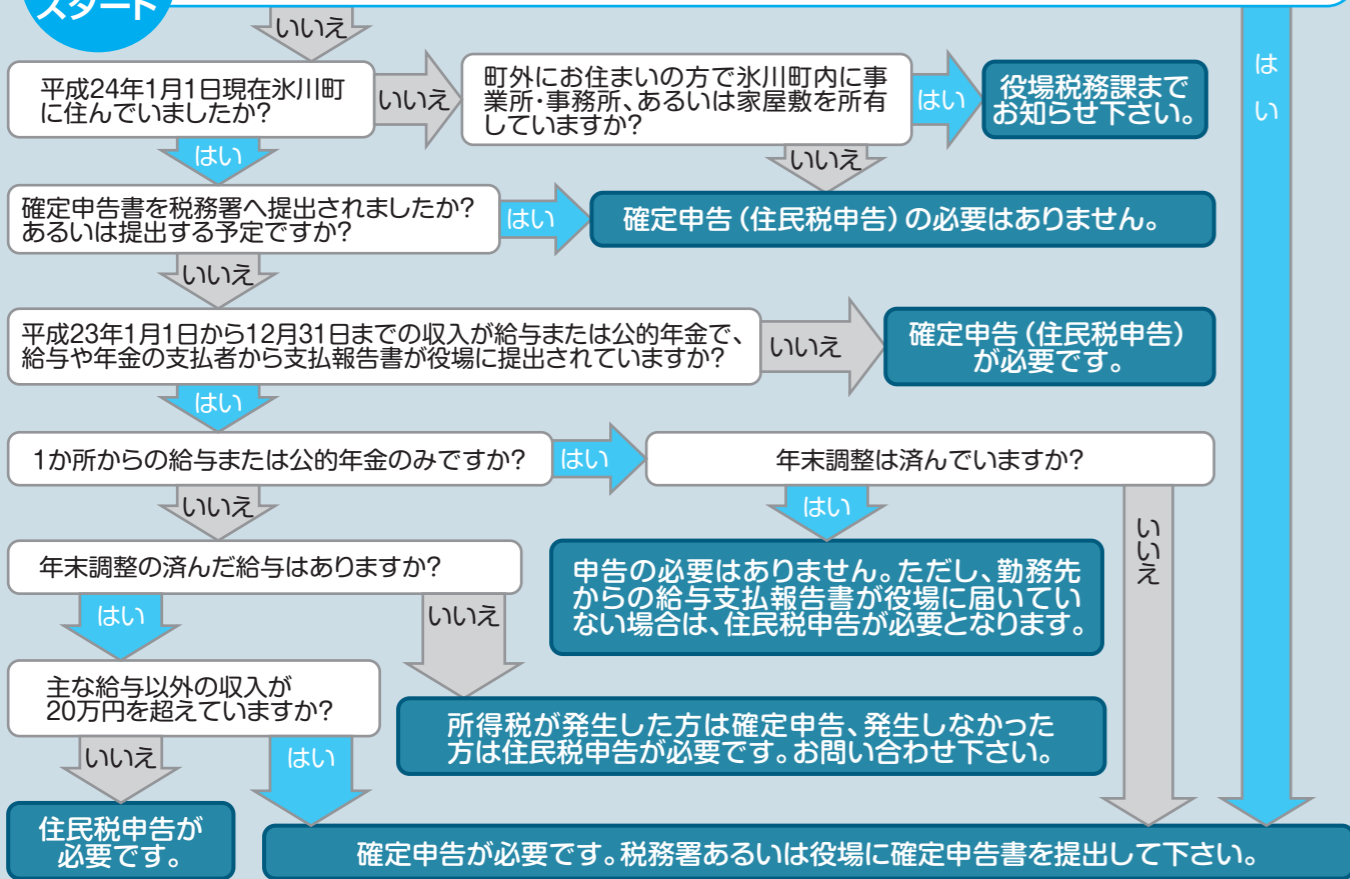 スタート
いいえ
はい
平成24年1月1日現在氷川町
に住んでいましたか?
いいえ
町外にお住まいの方で氷川町内に事
業所・事務所、あるいは家屋敷を所有
していますか?
はい
役場税務課まで
お知らせ下さい。
はい
いいえ
確定申告書を税務署へ提出されましたか?
あるいは提出する予定ですか?
はい
確定申告(住民税申告)の必要はありません。
いいえ
平成23年1月1日から12月31日までの収入が給与または公的年金で、
給与や年金の支払者から支払報告書が役場に提出されていますか?
いいえ
確定申告(住民税申告)
が必要です。
はい
1か所からの給与または公的年金のみですか?
はい
年末調整は済んでいますか?
いいえ
はい
いいえ
年末調整の済んだ給与はありますか?
申告の必要はありません。ただし、勤務先
からの給与支払報告書が役場に届いてい
ない場合は、住民税申告が必要となります。
はい
いいえ
主な給与以外の収入が
20万円を超えていますか?
所得税が発生した方は確定申告、発生しなかった
方は住民税申告が必要です。お問い合わせ下さい。
いいえ
はい
住民税申告が
必要です。
確定申告が必要です。税務署あるいは役場に確定申告書を提出して下さい。